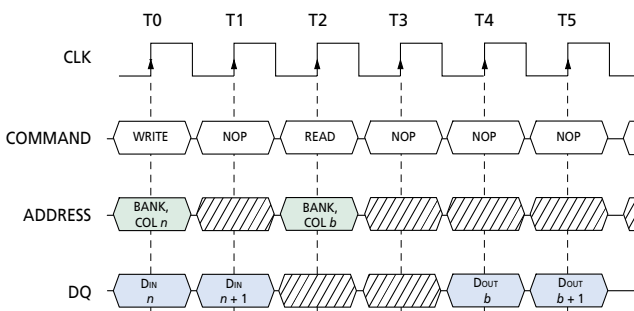 T0 T1 T2 T3 T4 T5
CLK
COMMAND WRITE NOP READ NOP NOP NOP
ADDRESS BANK, COL n BANK, COL b
DQ DIN n DIN n + 1 DOUT b DOUT b + 1